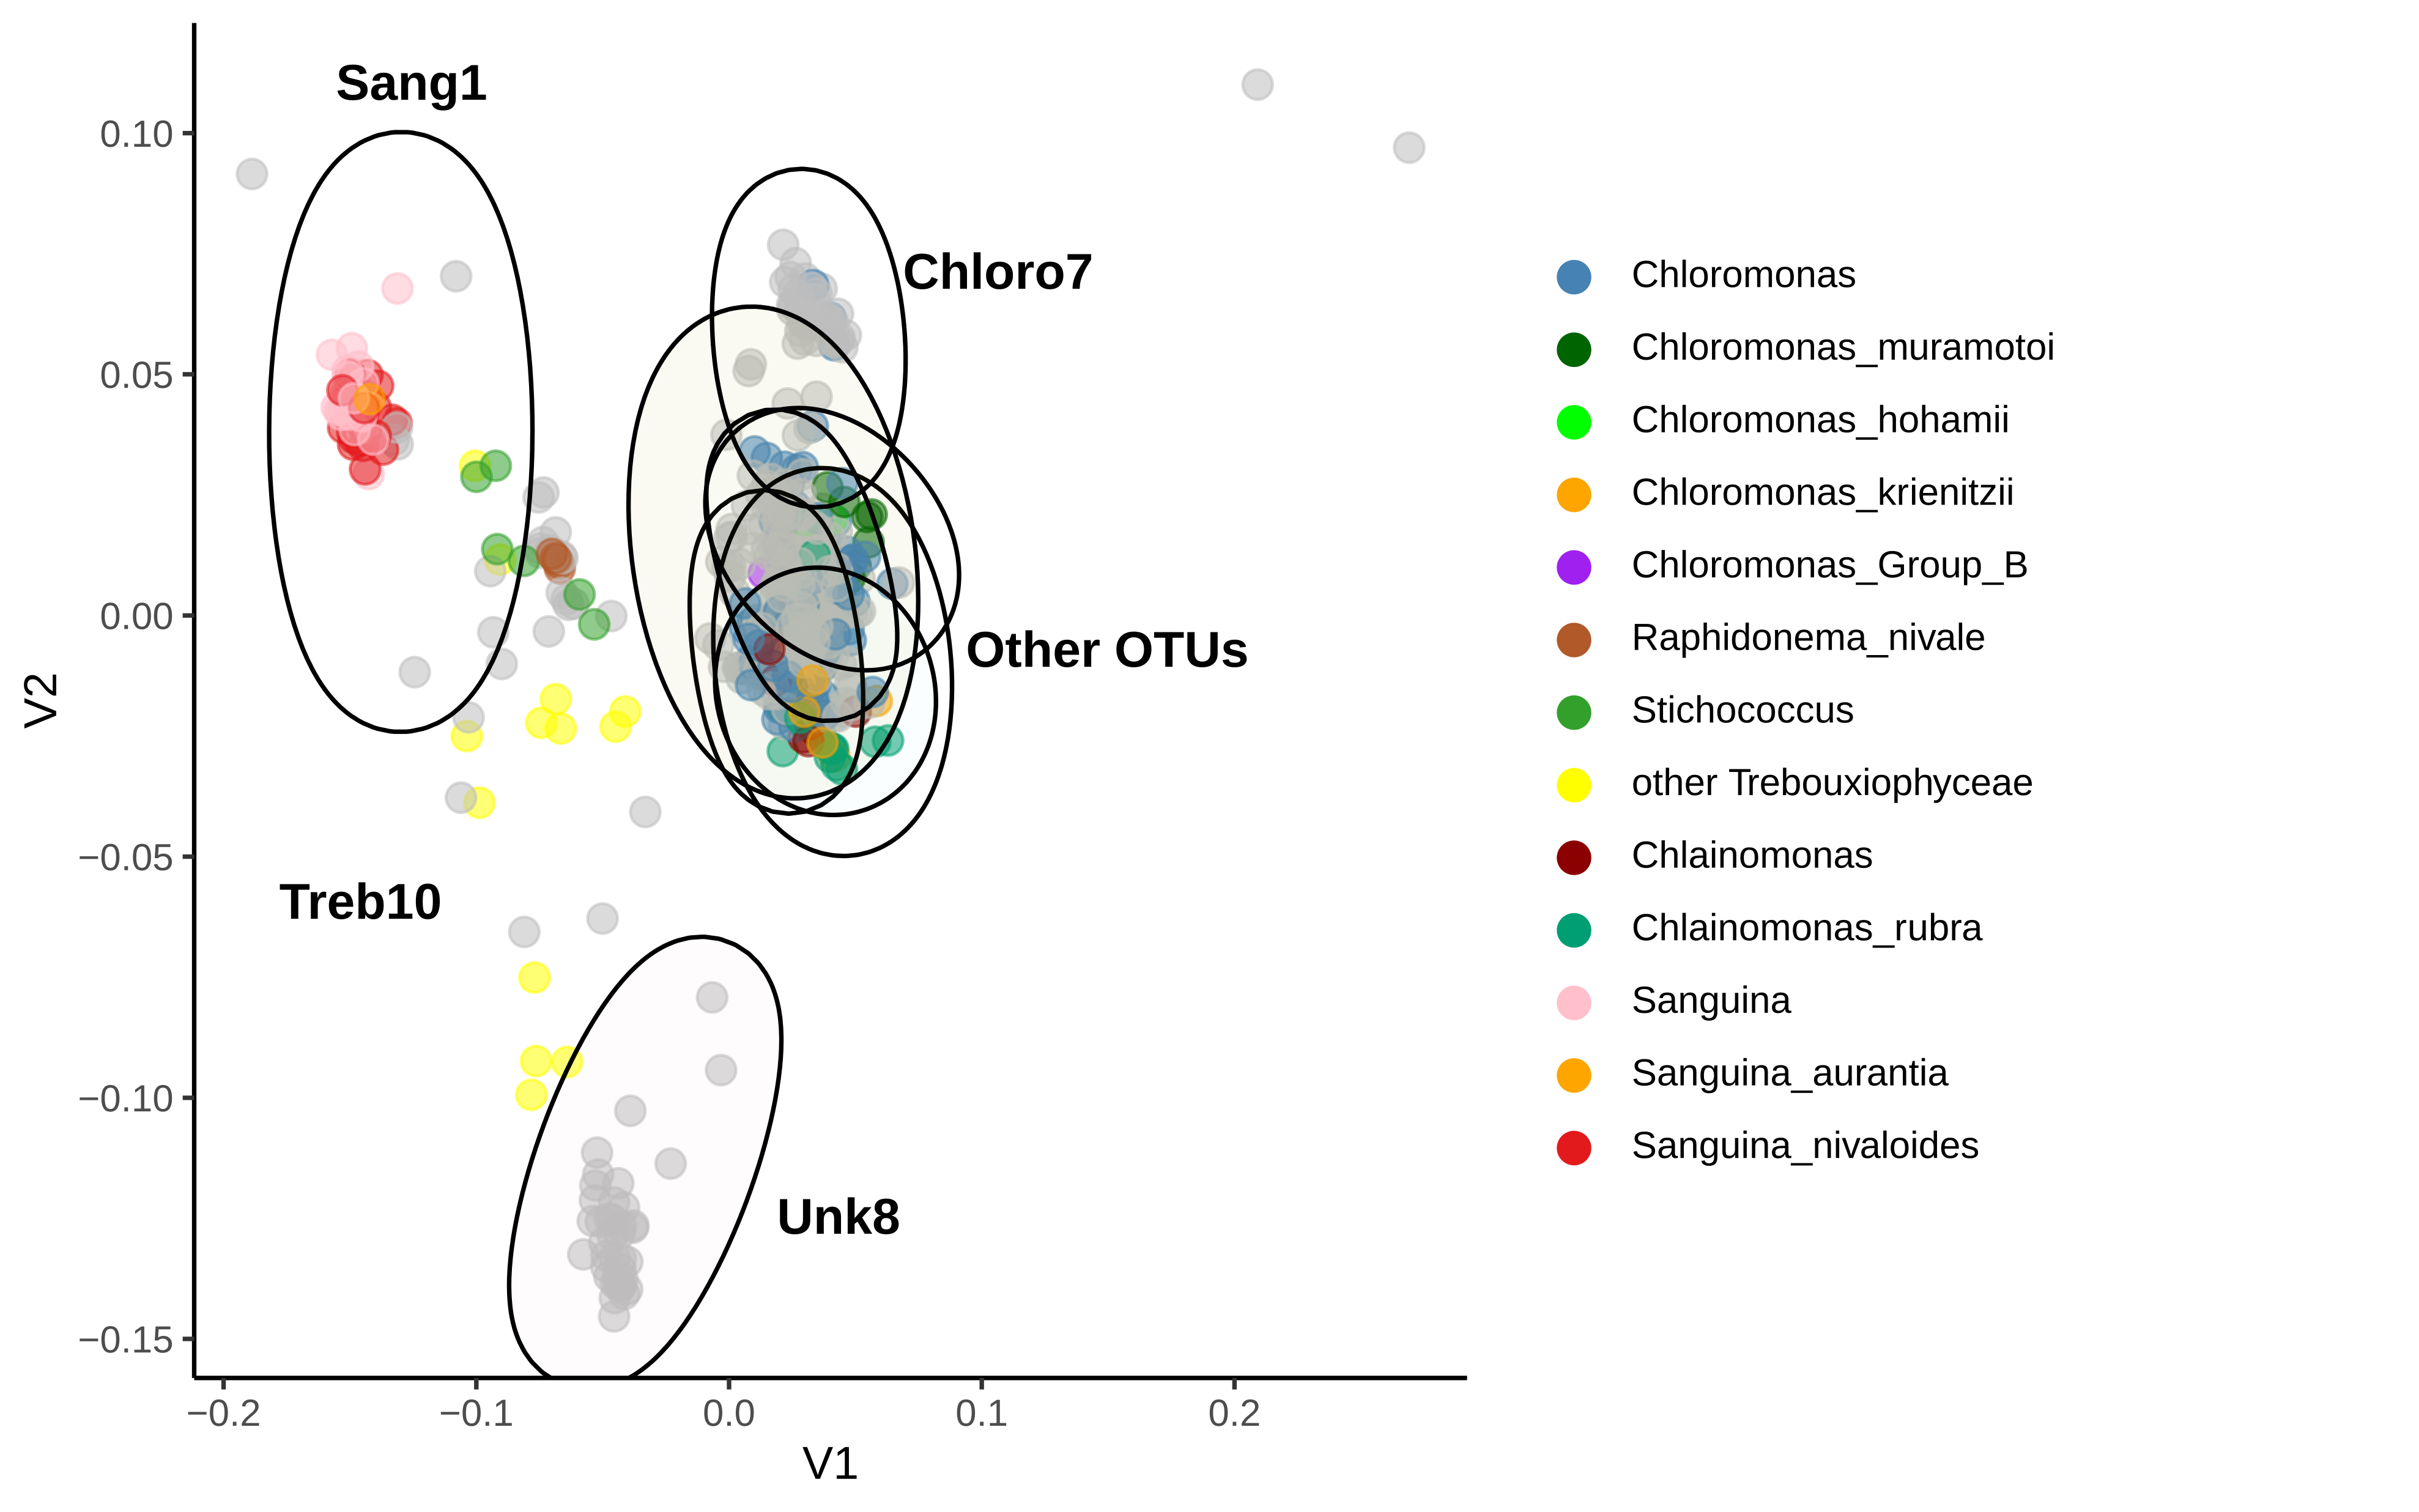 Sang1
Chloro7
Other OTUs
Treb10
Unk8
V2
0.10
0.05
0.00
−0.05
−0.10
−0.15
−0.2
−0.1
0.0
0.1
0.2
V1
Chloromonas
Chloromonas_muramotoi
Chloromonas_hohamii
Chloromonas_krienitzii
Chloromonas_Group_B
Raphidonema_nivale
Stichococcus
other Trebouxiophyceae
Chlainomonas
Chlainomonas_rubra
Sanguina
Sanguina_aurantia
Sanguina_nivaloides